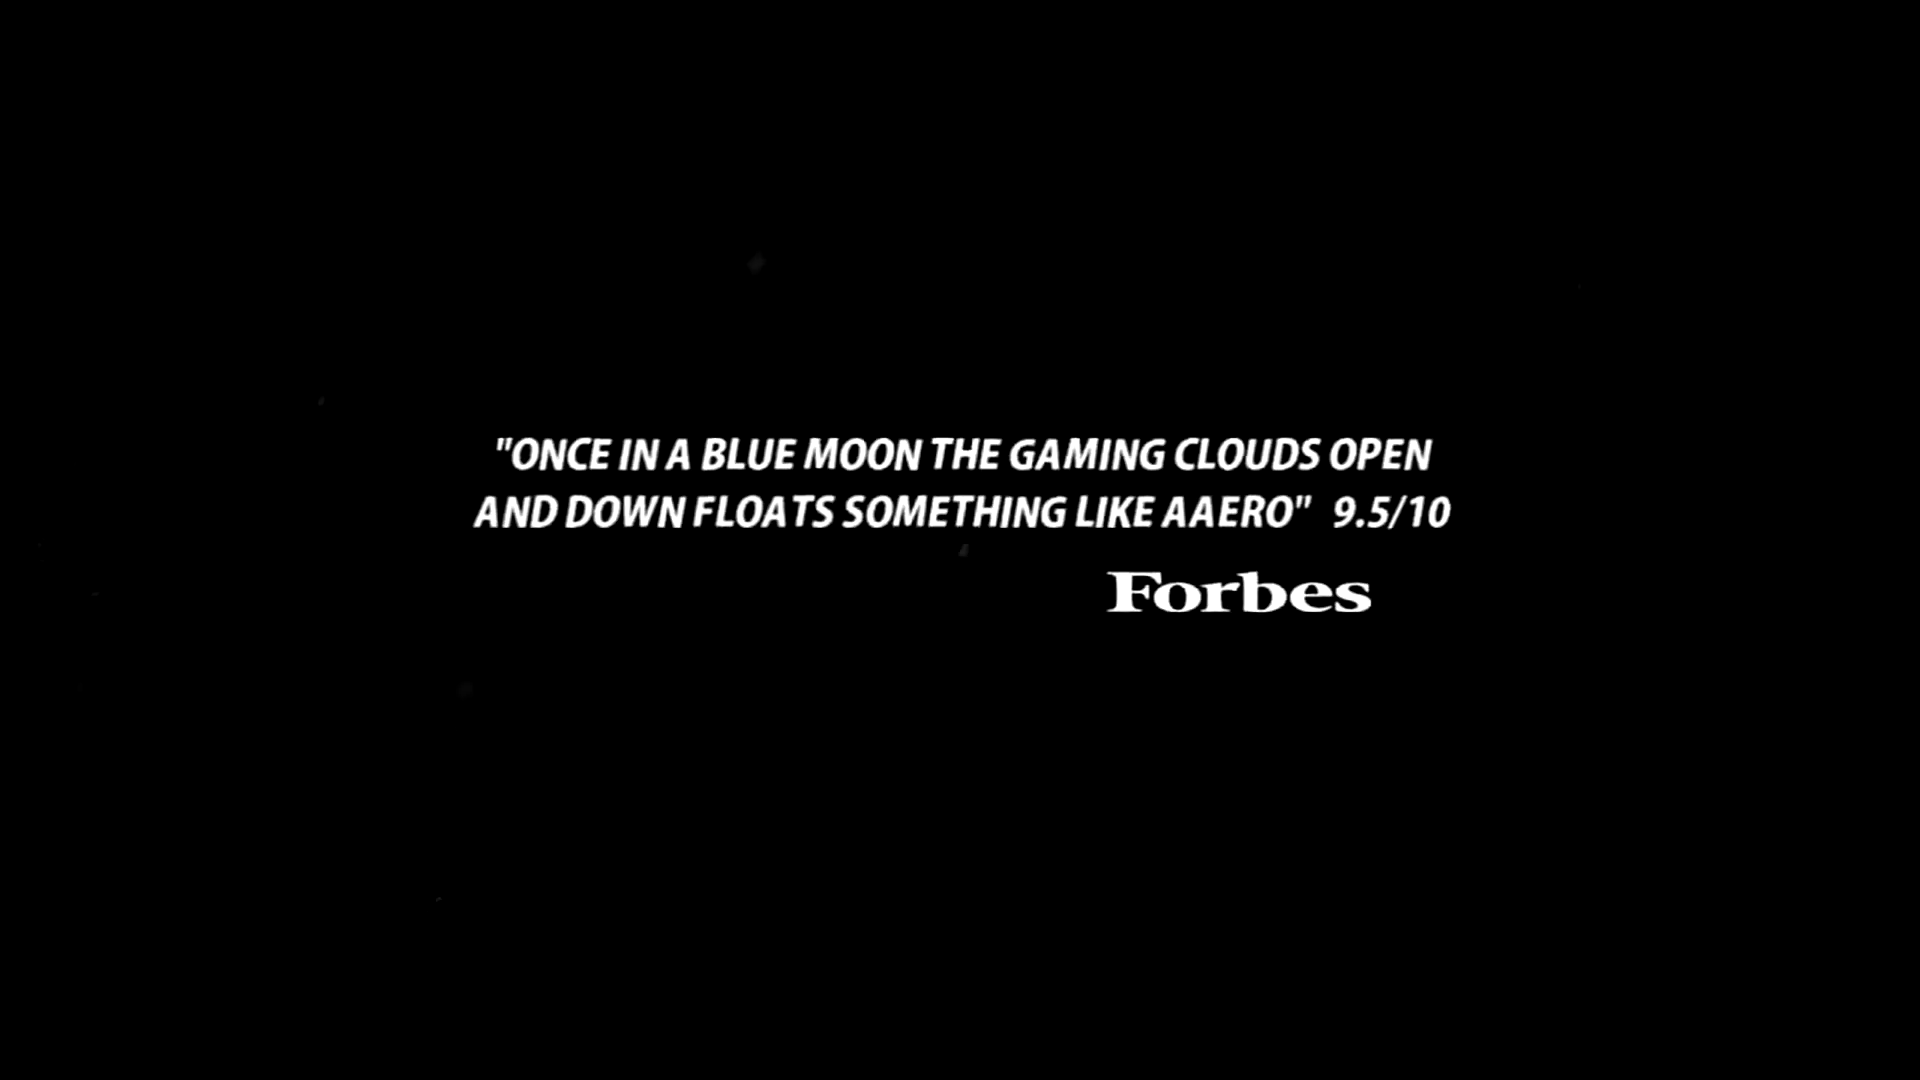 "ONCE IN A BLUE MOON THE GAMING CLOUDS OPEN
AND DOWN FLOATS SOMETHING LIKE AAERO" 9.5/10
Forbes